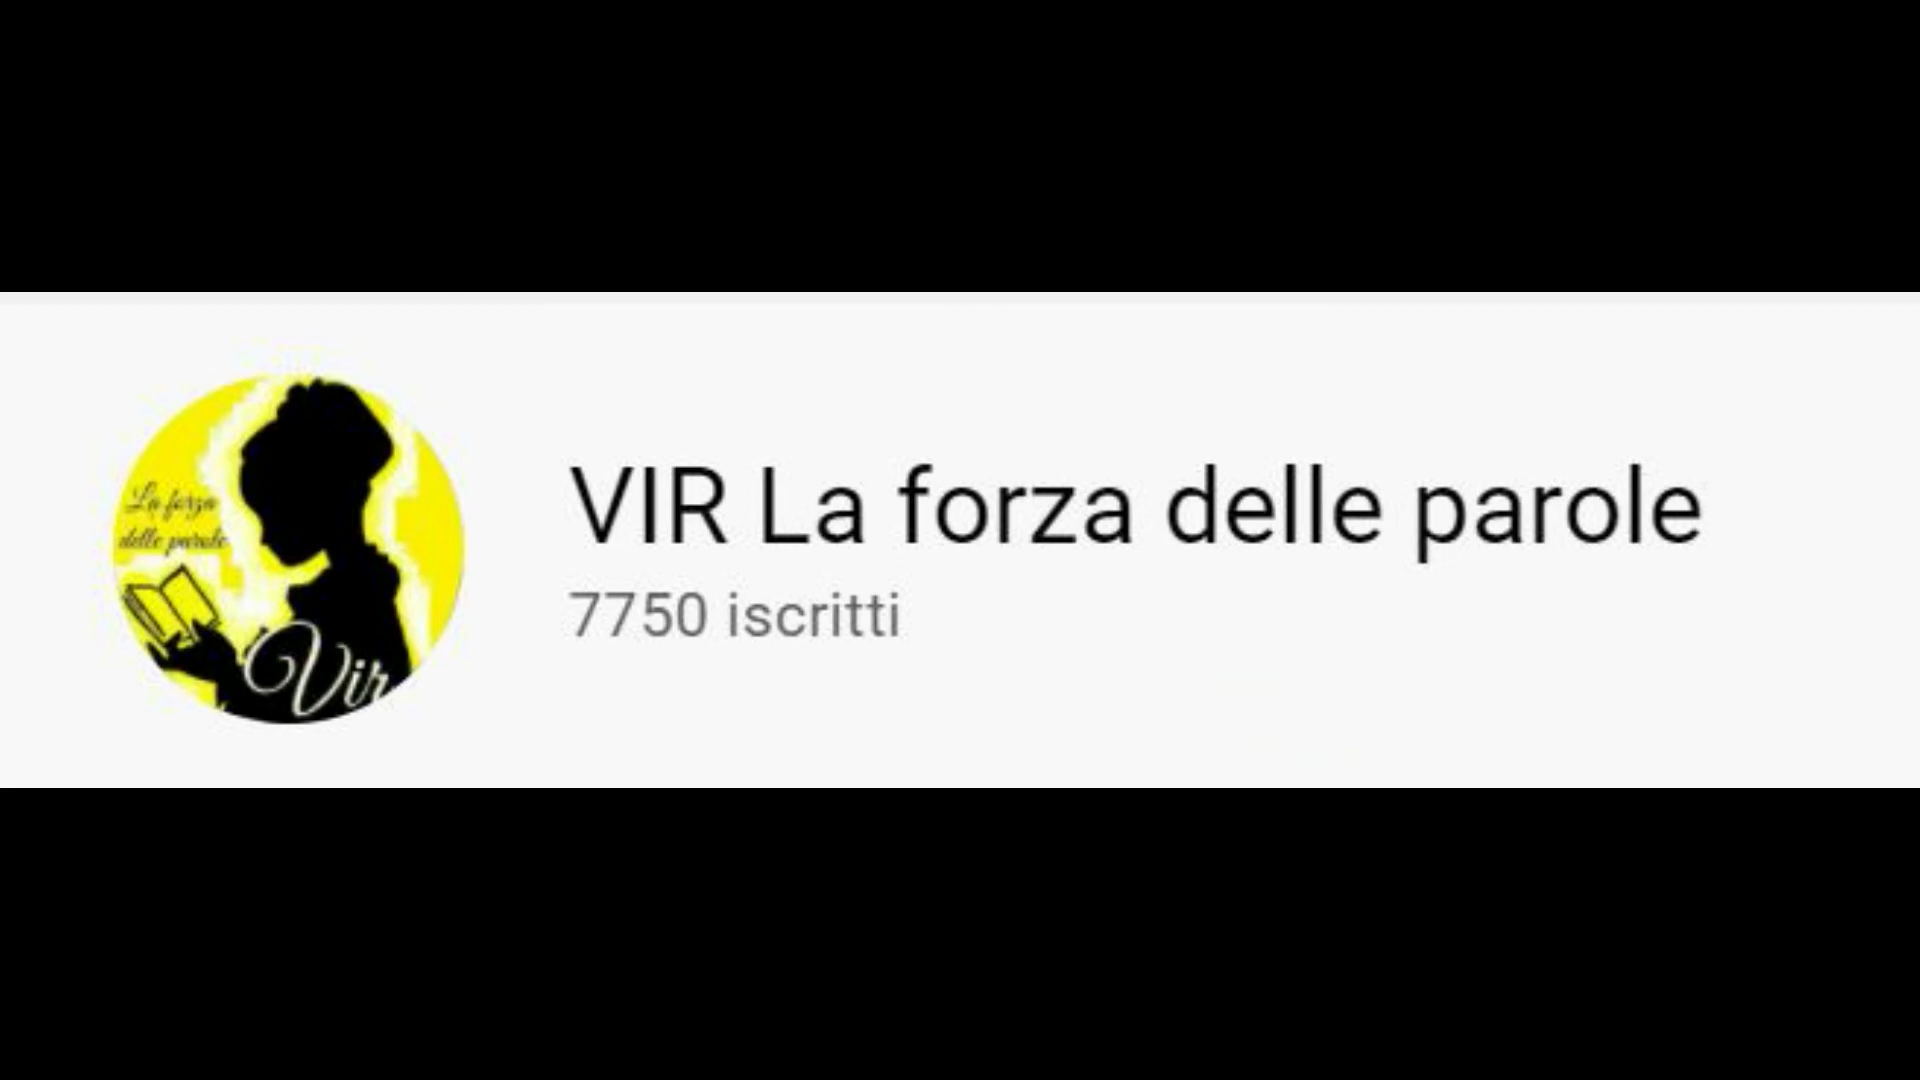 La forza
delle parole
Vir
VIR La forza delle parole
7750 iscritti